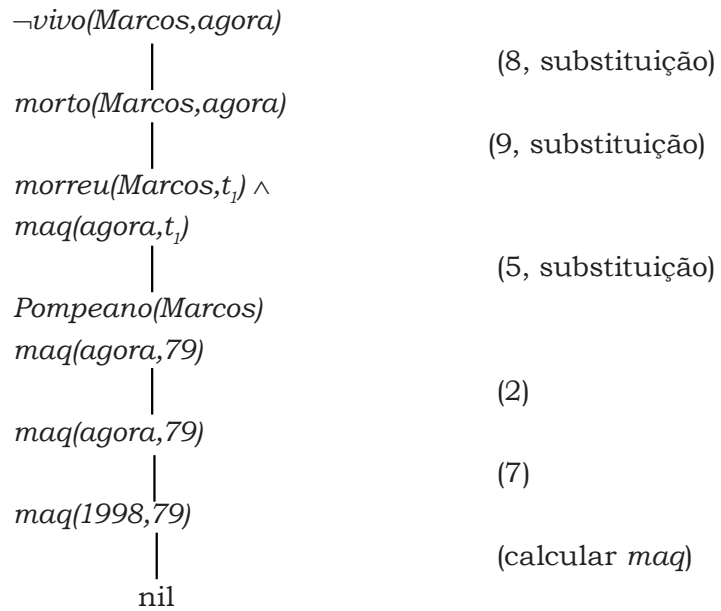 ¬vivo(Marcos,agora)
(8, substituição)
morto(Marcos,agora)
(9, substituição)
morreu(Marcos,t₁) ∧
maq(agora,t₁)
(5, substituição)
Pompeano(Marcos)
maq(agora,79)
(2)
maq(agora,79)
(7)
maq(1998,79)
(calcular maq)
nil